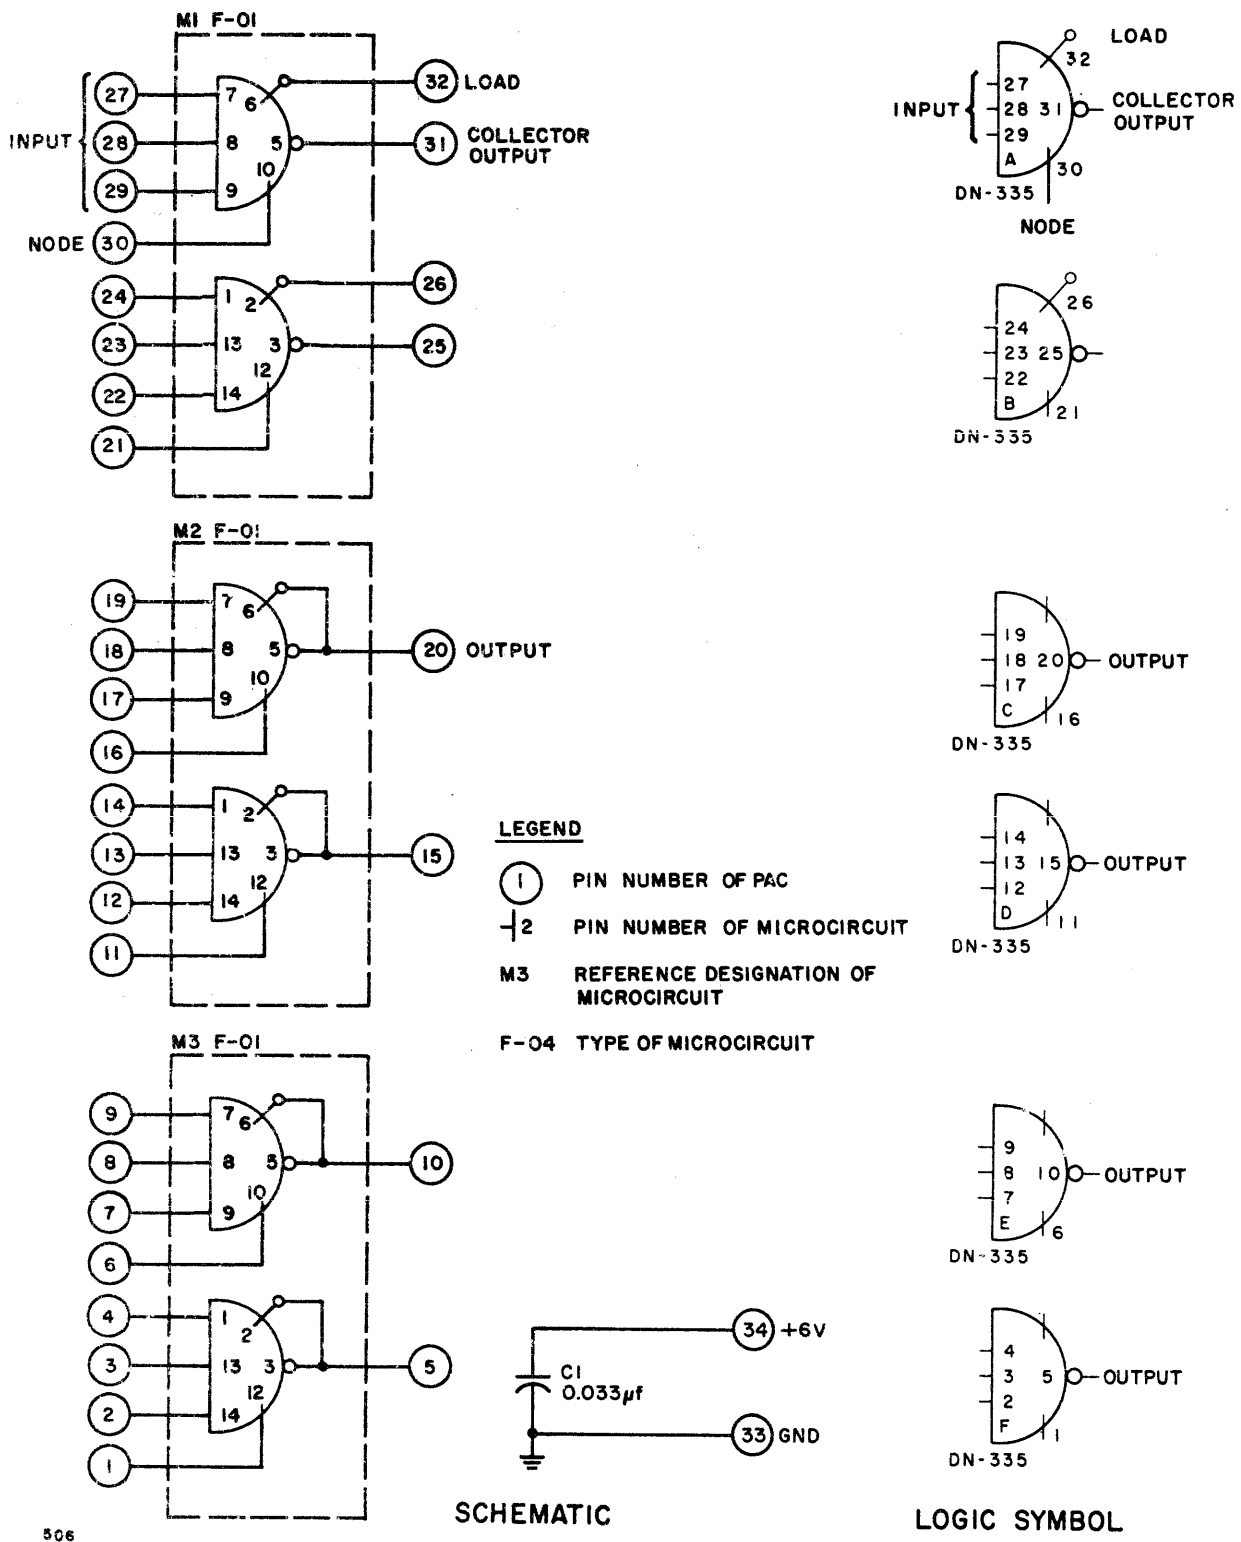 M1 F-01
27
28
29
INPUT
NODE 30
7
8
9
6
5
10
32 LOAD
31 COLLECTOR
OUTPUT
24
23
22
21
1
13
14
2
3
12
26
25
M2 F-01
19
18
17
16
7
8
9
6
5
10
20 OUTPUT
14
13
12
11
1
13
14
2
3
12
15
M3 F-01
9
8
7
6
7
8
9
6
5
10
10
4
3
2
1
1
13
14
2
3
12
5
LEGEND
1 PIN NUMBER OF PAC
2 PIN NUMBER OF MICROCIRCUIT
M3 REFERENCE DESIGNATION OF
MICROCIRCUIT
F-04 TYPE OF MICROCIRCUIT
34 +6V
C1
0.033µf
33 GND
SCHEMATIC
INPUT
27
28 31
29
A
32
LOAD
COLLECTOR
OUTPUT
30
DN-335
NODE
24
23 25
22
B
26
21
DN-335
19
18 20
17
C
OUTPUT
16
DN-335
14
13 15
12
D
OUTPUT
11
DN-335
9
8 10
7
E
OUTPUT
6
DN-335
4
3 5
2
F
OUTPUT
1
DN-335
LOGIC SYMBOL
506